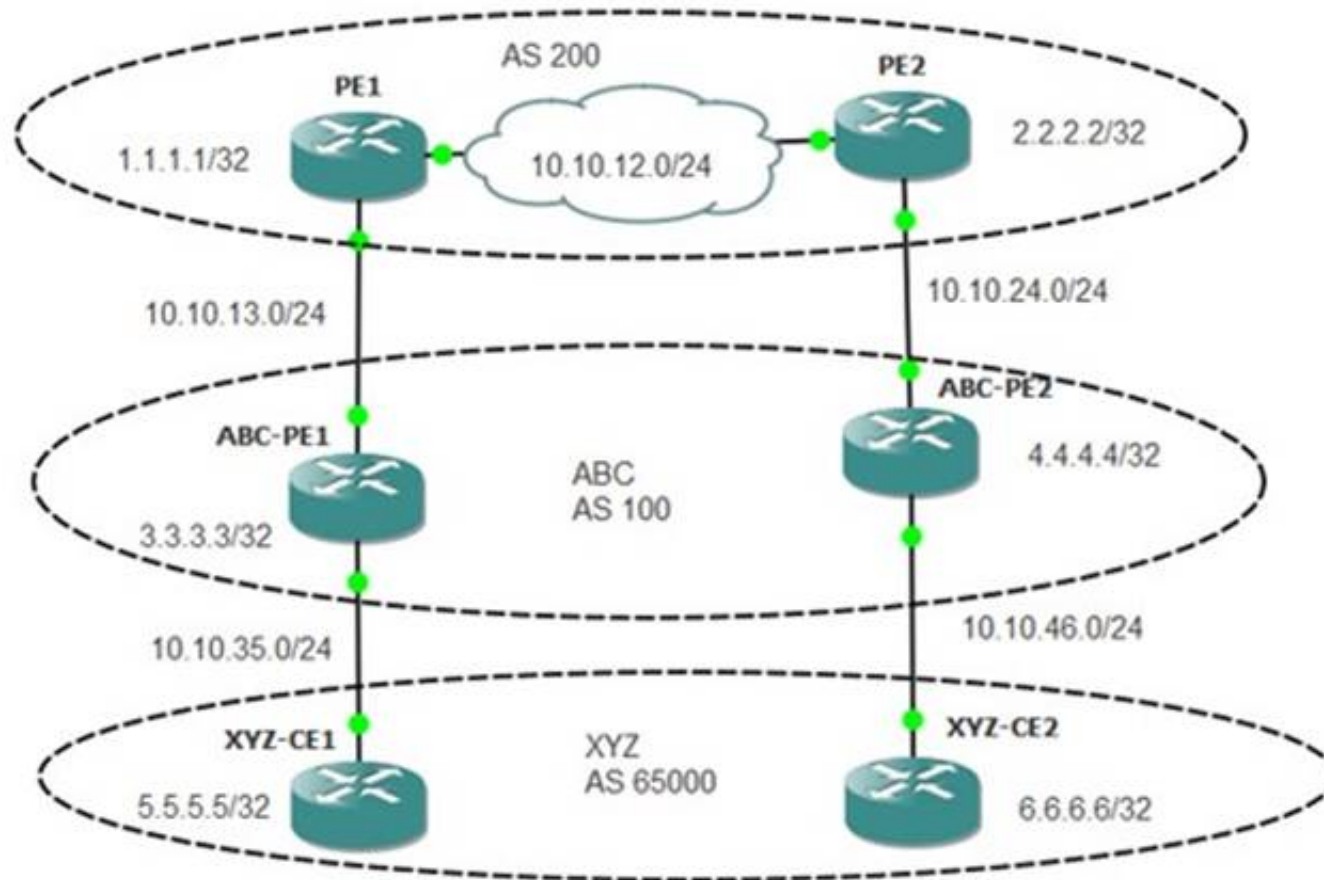 AS 200
PE1
PE2
1.1.1.1/32
10.10.12.0/24
2.2.2.2/32
10.10.13.0/24
10.10.24.0/24
ABC-PE1
ABC-PE2
ABC
AS 100
3.3.3.3/32
4.4.4.4/32
10.10.35.0/24
10.10.46.0/24
XYZ-CE1
XYZ-CE2
XYZ
AS 65000
5.5.5.5/32
6.6.6.6/32